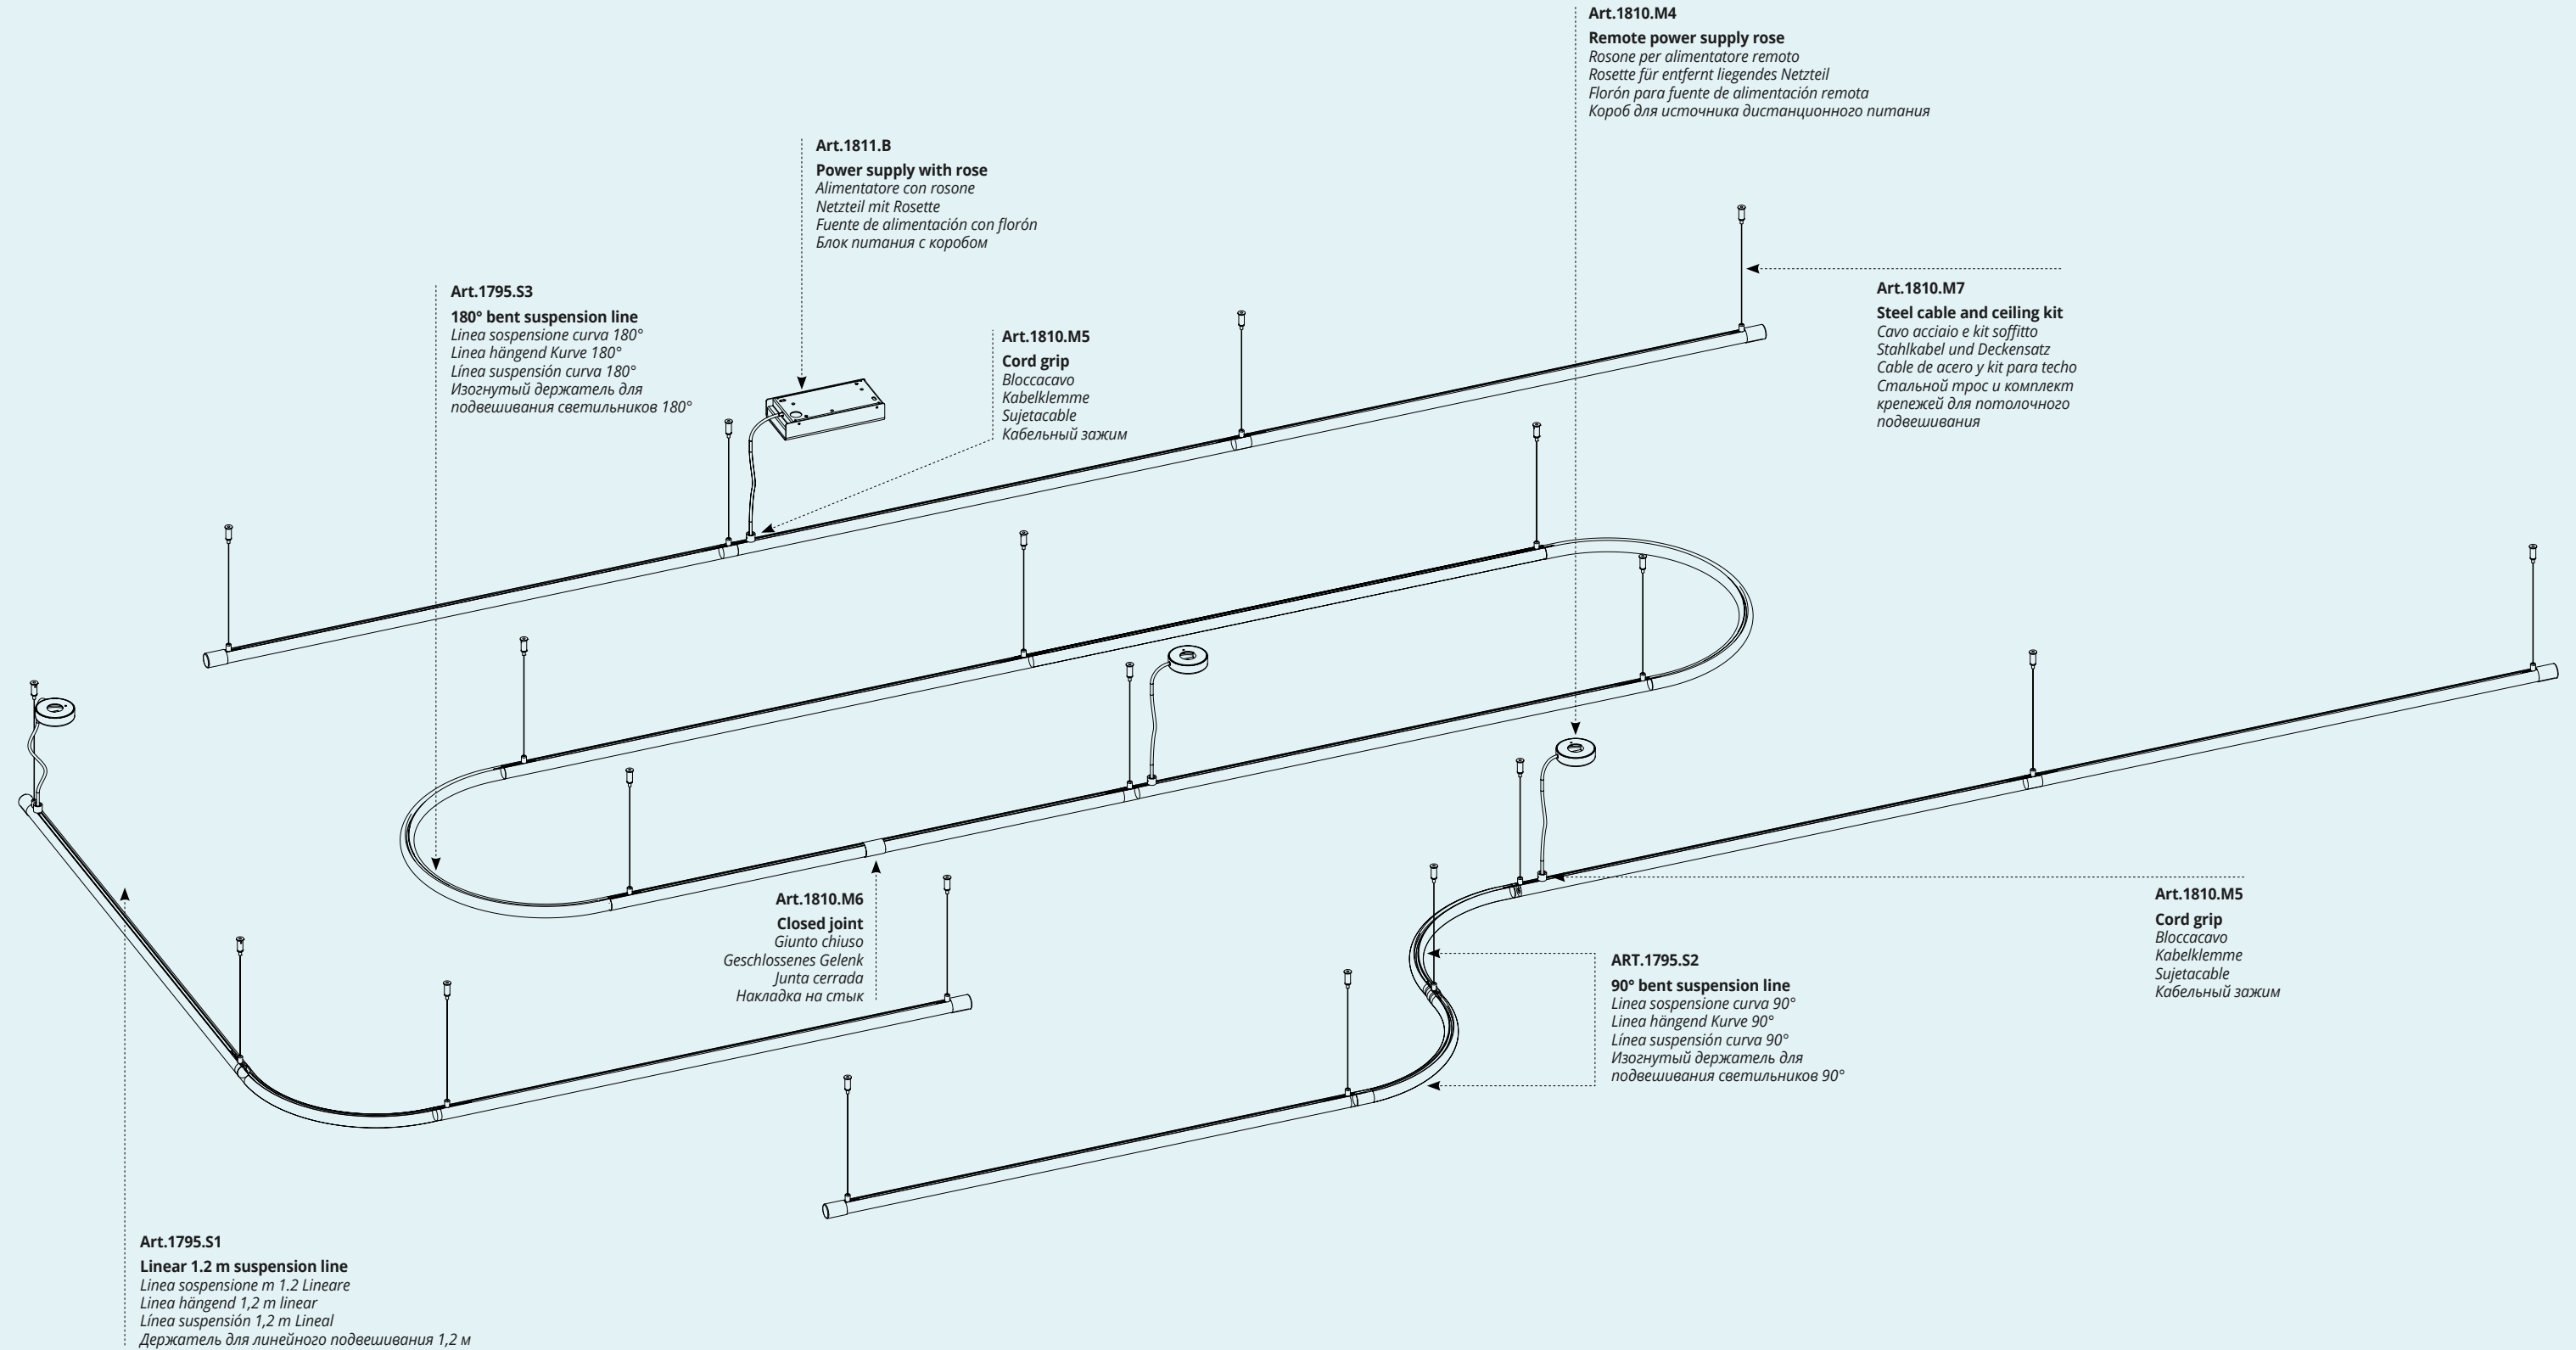 Art.1810.M4
Remote power supply rose
Rosone per alimentatore remoto
Rosette für entfernt liegendes Netzteil
Florón para fuente de alimentación remota
Короб для источника дистанционного питания
Art.1811.B
Power supply with rose
Alimentatore con rosone
Netzteil mit Rosette
Fuente de alimentación con florón
Блок питания с коробом
Art.1795.S3
180° bent suspension line
Linea sospensione curva 180°
Linea hängend Kurve 180°
Línea suspensión curva 180°
Изогнутый держатель для
подвешивания светильников 180°
Art.1810.M5
Cord grip
Bloccacavo
Kabelklemme
Sujetacable
Кабельный зажим
Art.1810.M7
Steel cable and ceiling kit
Cavo acciaio e kit soffitto
Stahlkabel und Deckensatz
Cable de acero y kit para techo
Стальной трос и комплект
крепежей для потолочного
подвешивания
Art.1810.M6
Closed joint
Giunto chiuso
Geschlossenes Gelenk
Junta cerrada
Накладка на стык
Art.1810.M5
Cord grip
Bloccacavo
Kabelklemme
Sujetacable
Кабельный зажим
ART.1795.S2
90° bent suspension line
Linea sospensione curva 90°
Linea hängend Kurve 90°
Línea suspensión curva 90°
Изогнутый держатель для
подвешивания светильников 90°
Art.1795.S1
Linear 1.2 m suspension line
Linea sospensione m 1.2 Lineare
Linea hängend 1,2 m linear
Línea suspensión 1,2 m Lineal
Держатель для линейного подвешивания 1,2 м